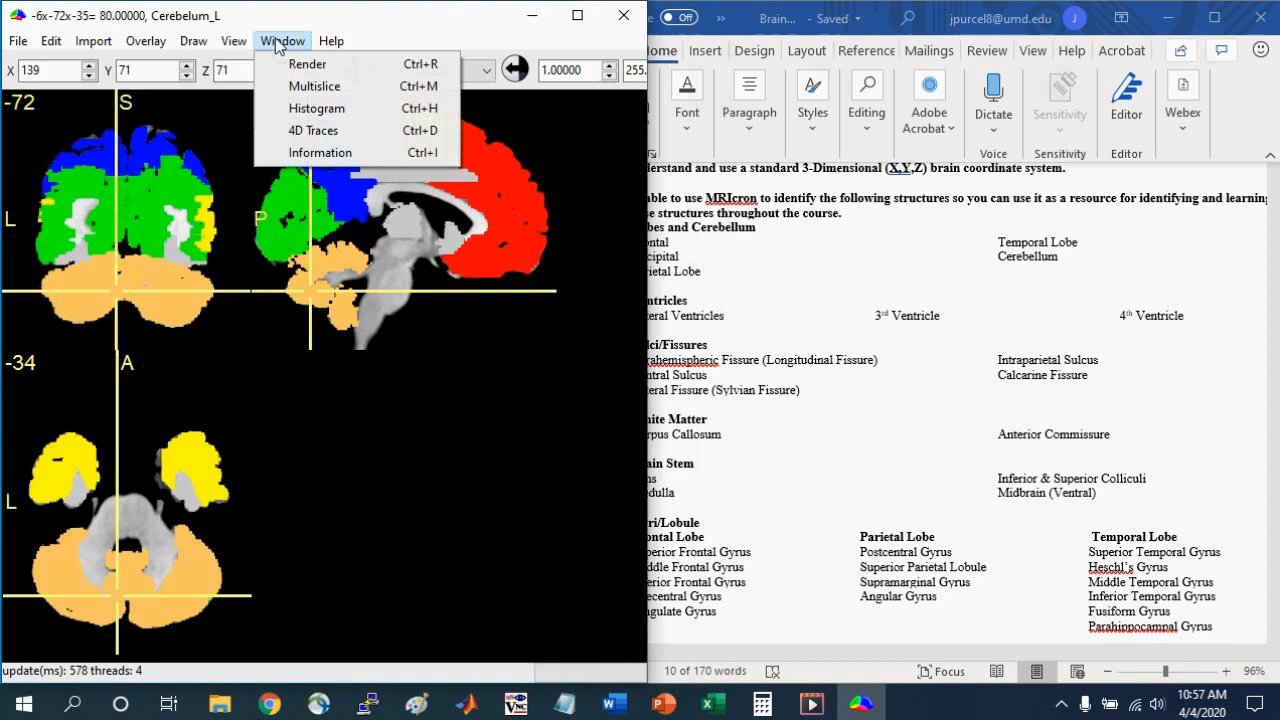 -6x-72x-35= 80.00000, Cerebelum_L
File Edit Import Overlay Draw View Window Help
X 139 Y 71 Z 71 1.00000 255.
Render Ctrl+R
Multislice Ctrl+M
Histogram Ctrl+H
4D Traces Ctrl+D
Information Ctrl+I
-72 S
L P
-34 A
L
update(ms): 578 threads: 4
Off Brain... - Saved jpurcel8@umd.edu J
Home Insert Design Layout Reference Mailings Review View Help Acrobat
Font Paragraph Styles Editing Adobe Acrobat Dictate Sensitivity Editor Webex
Voice Sensitivity Editor
derstand and use a standard 3-Dimensional (X,Y,Z) brain coordinate system.
able to use MRIcron to identify the following structures so you can use it as a resource for identifying and learning
se structures throughout the course.
bes and Cerebellum
ontal Temporal Lobe
cipital Cerebellum
rietal Lobe
ntricles
teral Ventricles 3rd Ventricle 4th Ventricle
lci/Fissures
rahemispheric Fissure (Longitudinal Fissure) Intraparietal Sulcus
ntral Sulcus Calcarine Fissure
teral Fissure (Sylvian Fissure)
hite Matter
rpus Callosum Anterior Commissure
ain Stem
ns Inferior & Superior Colliculi
edulla Midbrain (Ventral)
ri/Lobule
ontal Lobe Parietal Lobe Temporal Lobe
perior Frontal Gyrus Postcentral Gyrus Superior Temporal Gyrus
ddle Frontal Gyrus Superior Parietal Lobule Heschl's Gyrus
erior Frontal Gyrus Supramarginal Gyrus Middle Temporal Gyrus
ecentral Gyrus Angular Gyrus Inferior Temporal Gyrus
ngulate Gyrus Fusiform Gyrus
Parahippocampal Gyrus
10 of 170 words Focus 96%
10:57 AM
4/4/2020